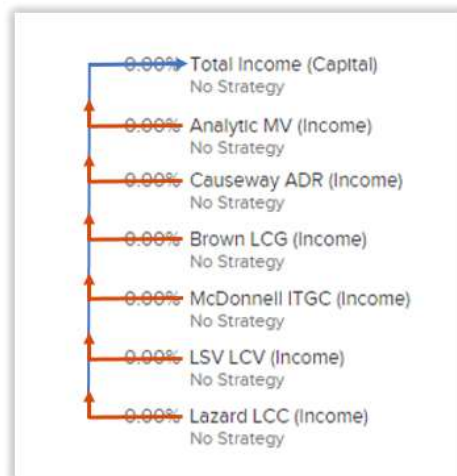 0.00% Total Income (Capital)
No Strategy
0.00% Analytic MV (Income)
No Strategy
0.00% Causeway ADR (Income)
No Strategy
0.00% Brown LCG (Income)
No Strategy
0.00% McDonnell ITGC (Income)
No Strategy
0.00% LSV LCV (Income)
No Strategy
0.00% Lazard LCC (Income)
No Strategy